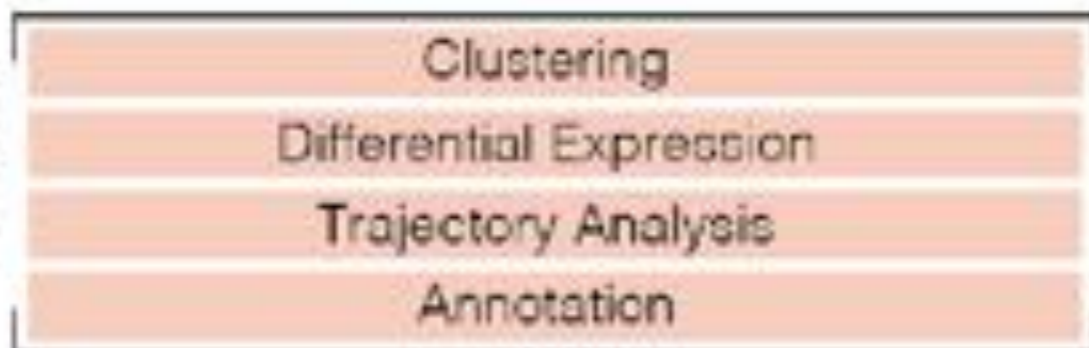 Clustering
Differential Expression
Trajectory Analysis
Annotation